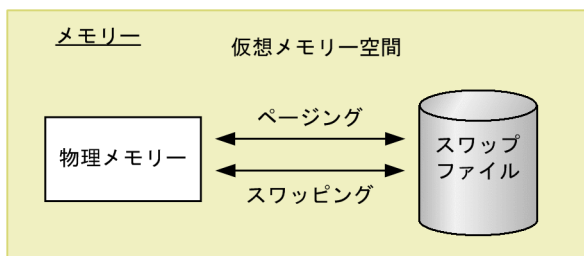 メモリー
仮想メモリー空間
ページング
物理メモリー
スワップ
ファイル
スワッピング